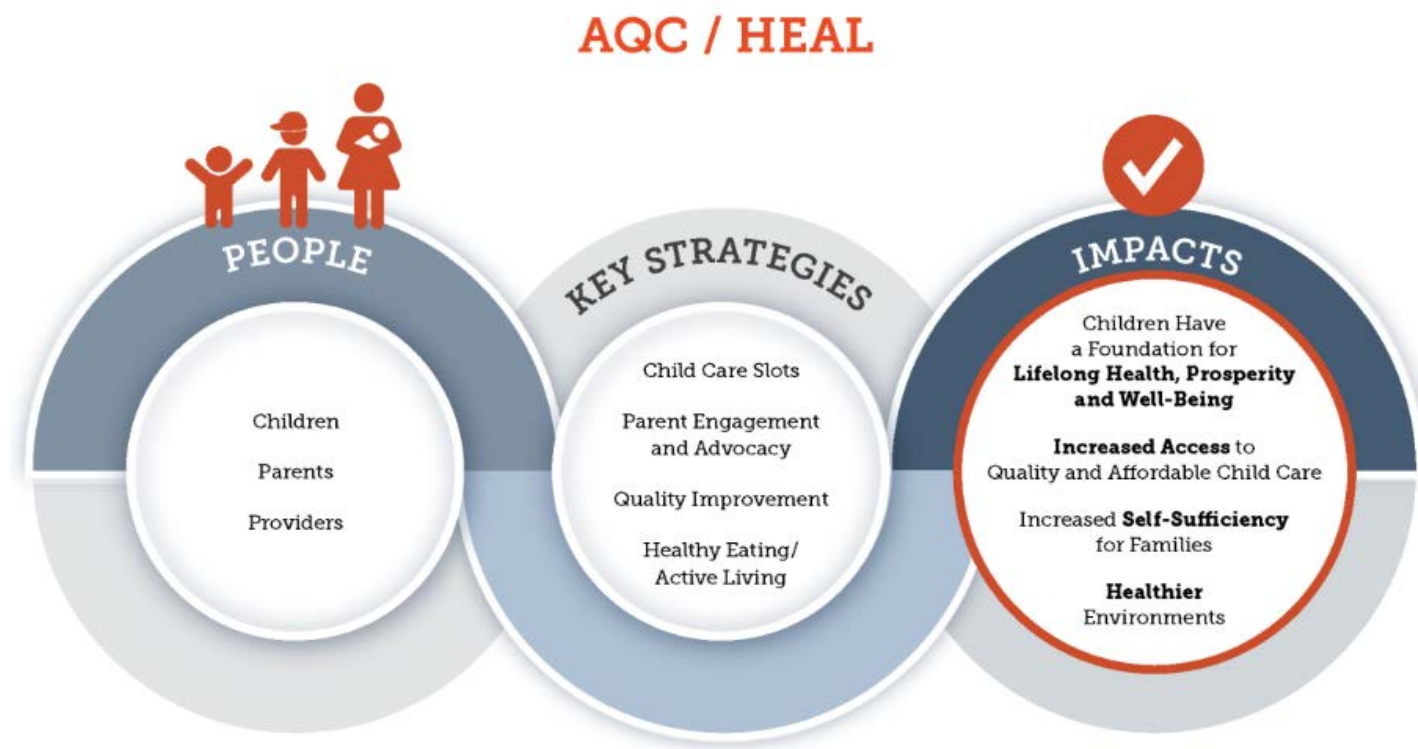 AQC / HEAL
PEOPLE
Children
Parents
Providers
KEY STRATEGIES
Child Care Slots
Parent Engagement
and Advocacy
Quality Improvement
Healthy Eating/
Active Living
IMPACTS
Children Have
a Foundation for
Lifelong Health, Prosperity
and Well-Being
Increased Access to
Quality and Affordable Child Care
Increased Self-Sufficiency
for Families
Healthier
Environments